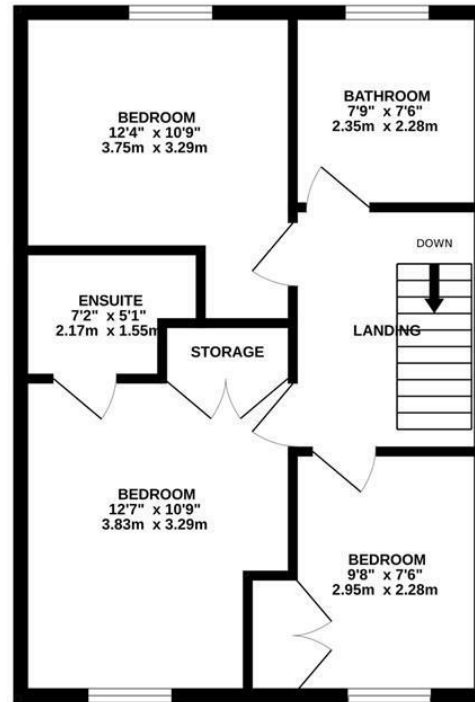 BEDROOM
12'4" x 10'9"
3.75m x 3.29m
BATHROOM
7'9" x 7'6"
2.35m x 2.28m
DOWN
ENSUITE
7'2" x 5'1"
2.17m x 1.55m
STORAGE
LANDING
BEDROOM
12'7" x 10'9"
3.83m x 3.29m
BEDROOM
9'8" x 7'6"
2.95m x 2.28m